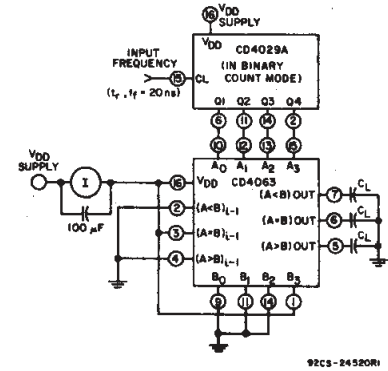 16 VDD SUPPLY
VDD
CD4029A
(IN BINARY COUNT MODE)
INPUT FREQUENCY
15 CL
(tr, tf = 20 ns)
Q1 Q2 Q3 Q4
6 11 14 2
10 12 13 15
A0 A1 A2 A3
VDD SUPPLY
I
100 µF
16 VDD
CD4063
2 (A<B)i-1
3 (A=B)i-1
4 (A>B)i-1
(A<B) OUT 7 CL
(A=B) OUT 6 CL
(A>B) OUT 5 CL
B0 B1 B2 B3
9 11 14 1
92CS-24520R1